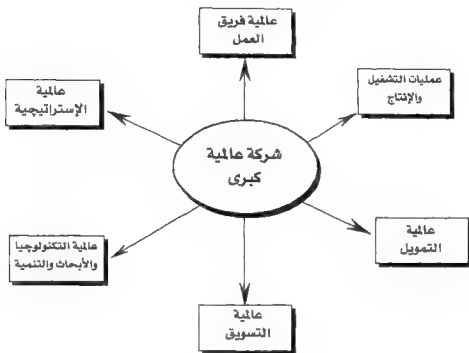 عالمية فريق
العمل
عمليات التشغيل
والإنتاج
عالمية
الإستراتيجية
شركة عالمية
كبرى
عالمية
التمويل
عالمية التكنولوجيا
والأبحاث والتنمية
عالمية
التسويق